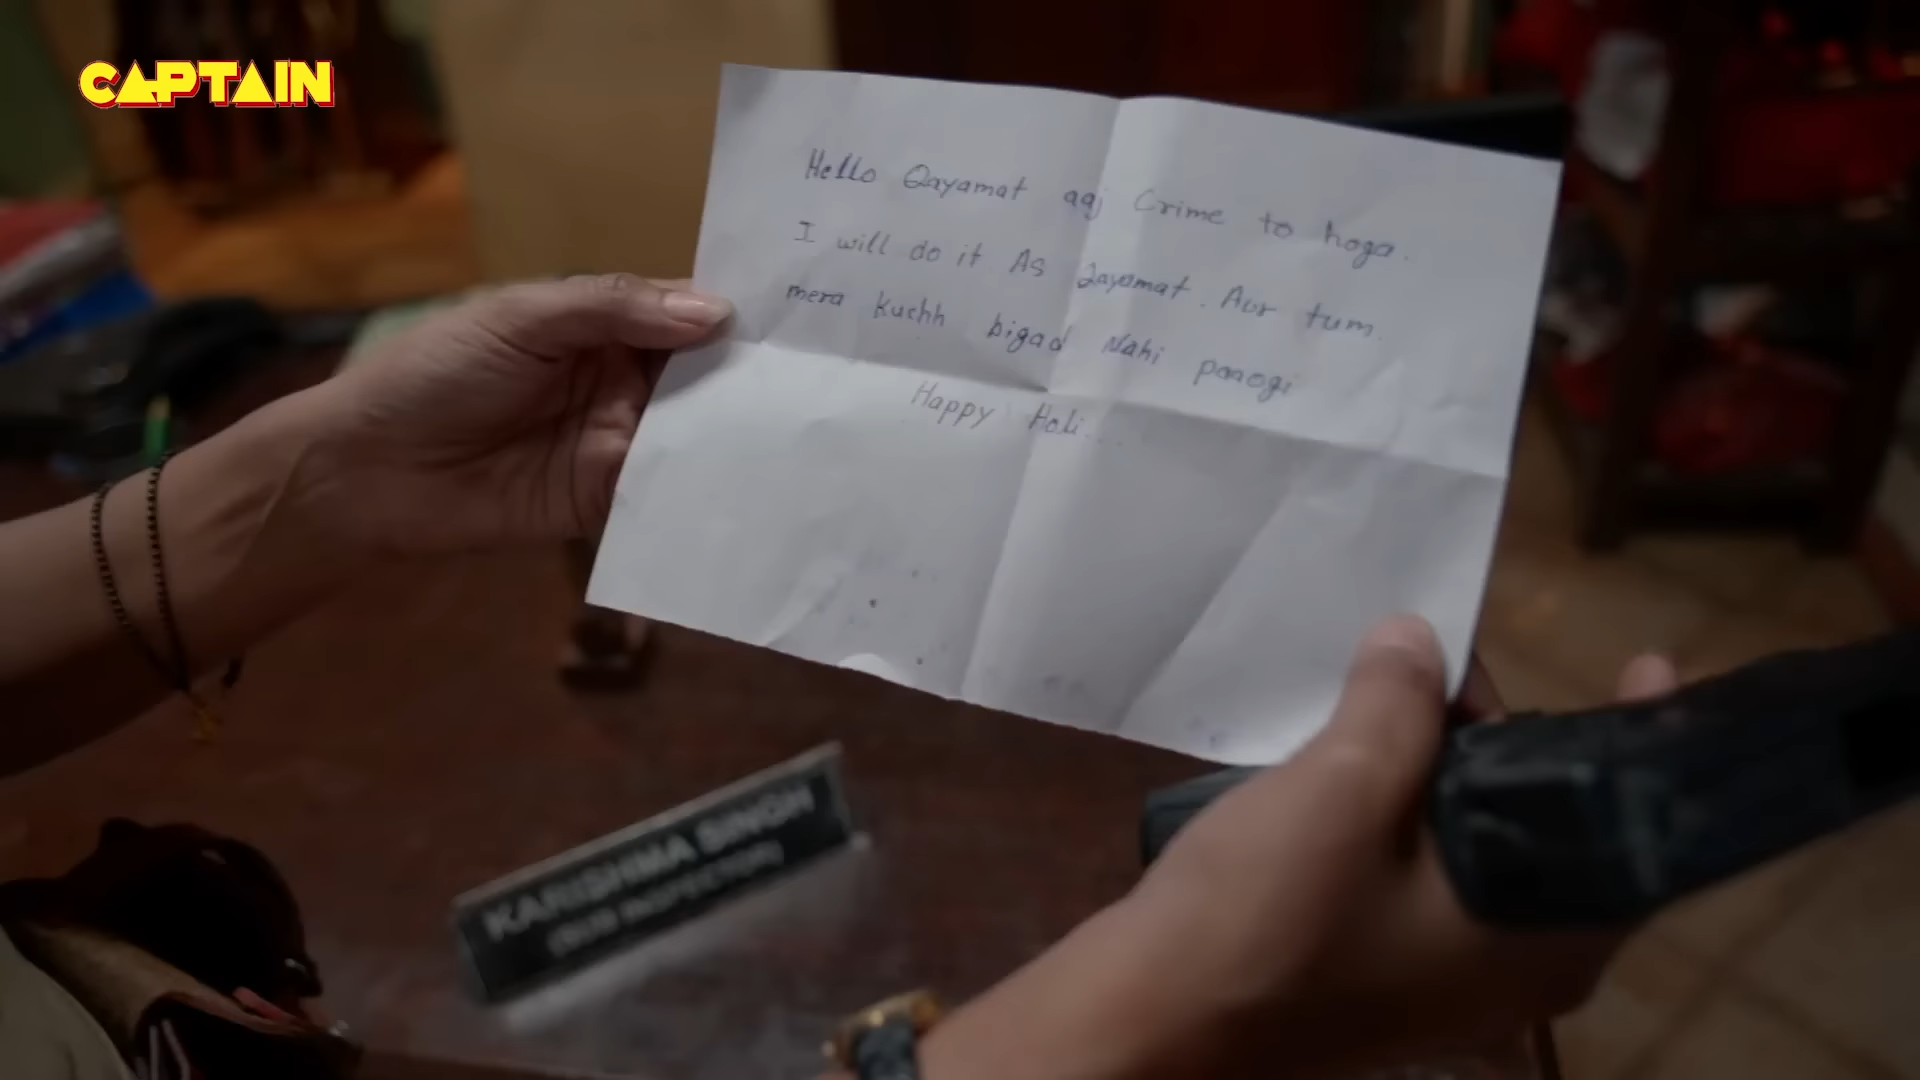 CAPTAIN
Hello Qayamat aaj Crime to hoga.
I will do it As Qayamat. Aur tum.
mera kuchh bigad Nahi paaogi
Happy Holi...
KARISHMA SINGH
(SUB INSPECTOR)